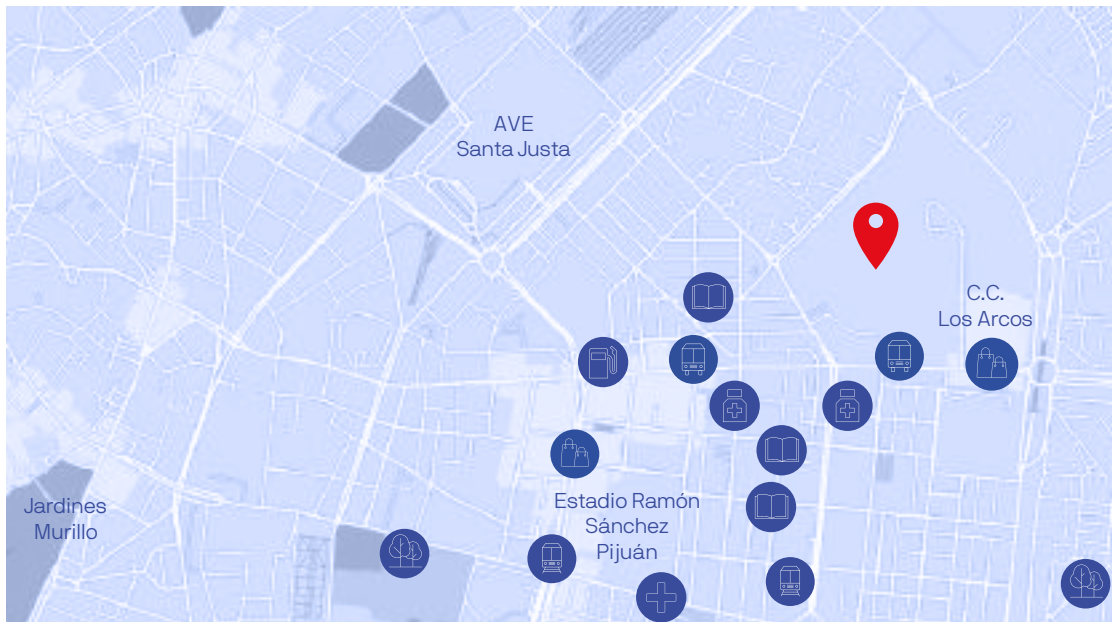 AVE
Santa Justa
C.C.
Los Arcos
Jardines
Murillo
Estadio Ramón
Sánchez
Pijuán